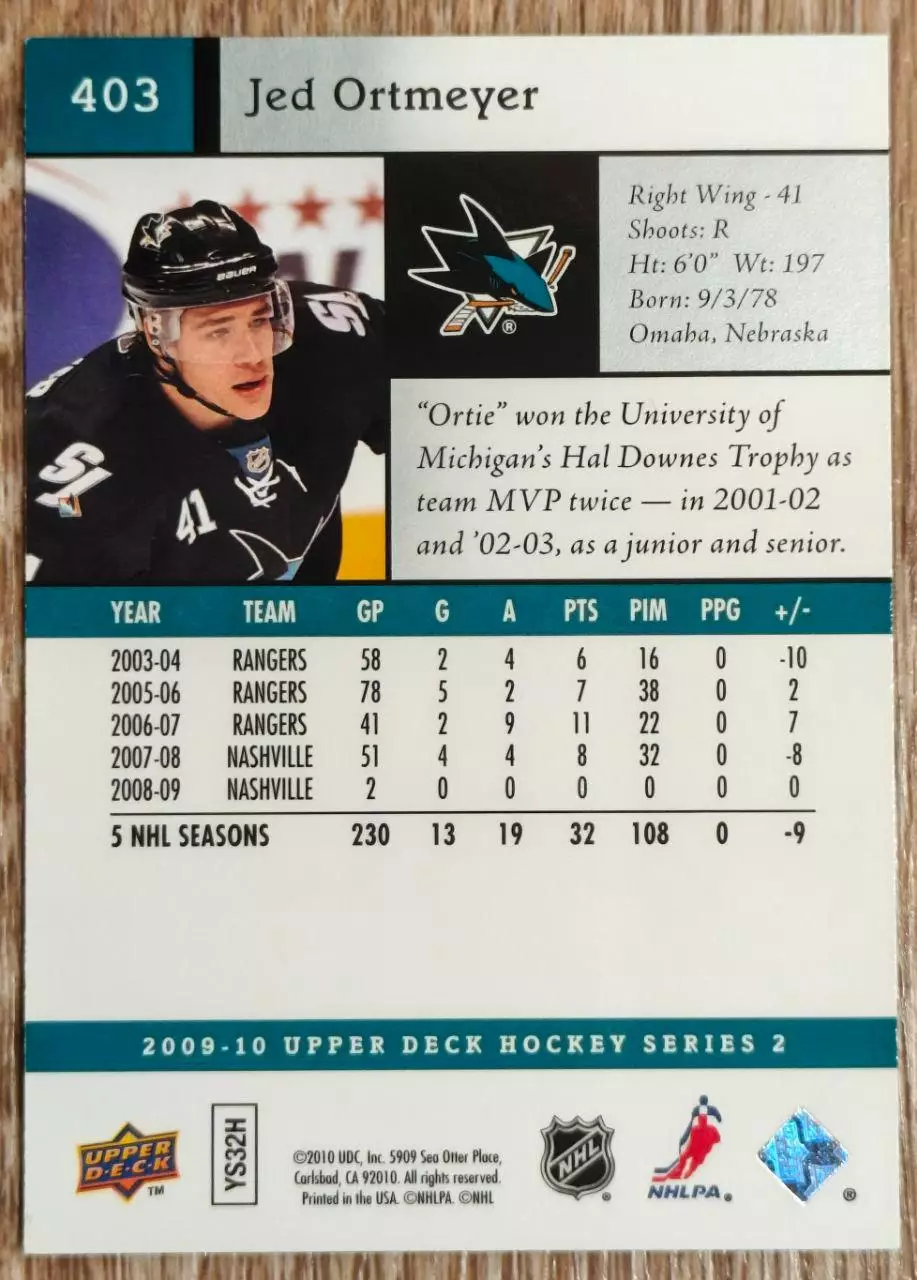 403 Jed Ortmeyer
Right Wing - 41
Shoots: R
Ht: 6'0" Wt: 197
Born: 9/3/78
Omaha, Nebraska
BAUER
41
"Ortie" won the University of
Michigan's Hal Downes Trophy as
team MVP twice — in 2001-02
and '02-03, as a junior and senior.
YEAR TEAM GP G A PTS PIM PPG +/-
2003-04 RANGERS 58 2 4 6 16 0 -10
2005-06 RANGERS 78 5 2 7 38 0 2
2006-07 RANGERS 41 2 9 11 22 0 7
2007-08 NASHVILLE 51 4 4 8 32 0 -8
2008-09 NASHVILLE 2 0 0 0 0 0 0
5 NHL SEASONS 230 13 19 32 108 0 -9
2009-10 UPPER DECK HOCKEY SERIES 2
UPPER
D·E·C·K
TM
YS32H
©2010 UDC, Inc. 5909 Sea Otter Place,
Carlsbad, CA 92010. All rights reserved.
Printed in the USA. ©NHLPA. ©NHL
NHL
®
NHLPA.®
®